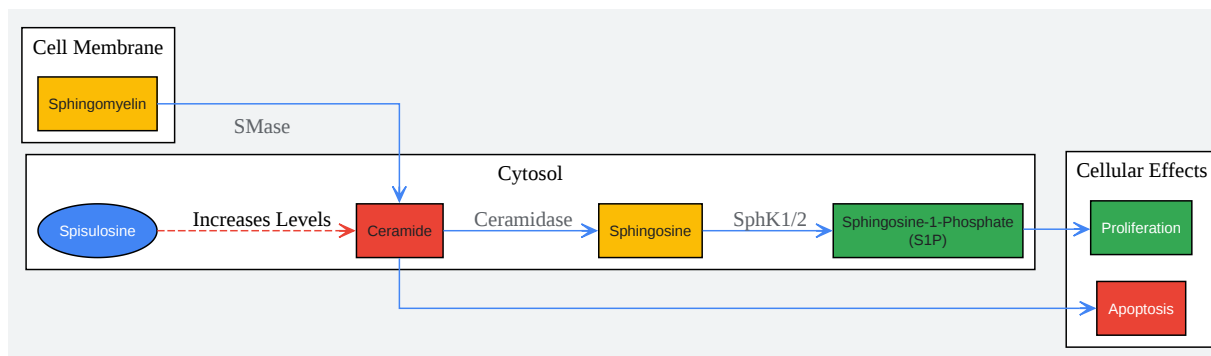 Cell Membrane
Sphingomyelin
SMase
Cytosol
Cellular Effects
Spisulosine
Increases Levels
Ceramide
Ceramidase
Sphingosine
SphK1/2
Sphingosine-1-Phosphate
(S1P)
Proliferation
Apoptosis